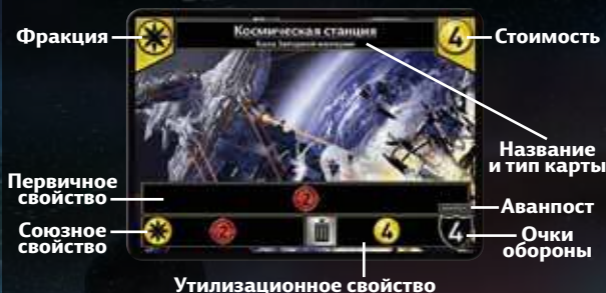 Фракция
Космическая станция
База Звёздной империи
4
Стоимость
Название
и тип карты
Первичное
свойство
2
Аванпост
Союзное
свойство
2
4
4
Очки
обороны
Утилизационное свойство